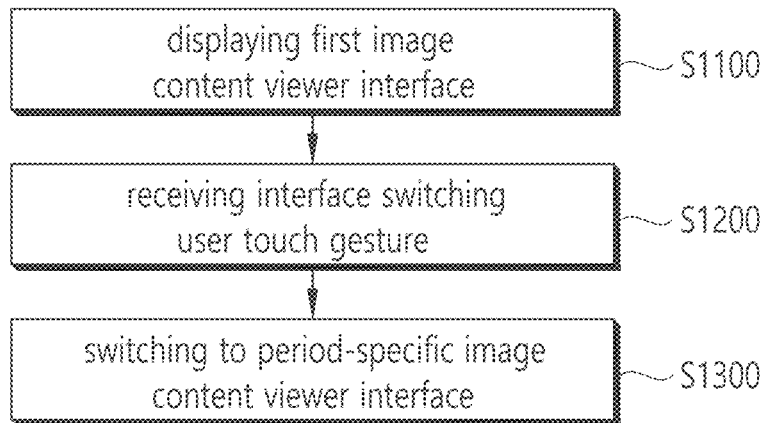 displaying first image
content viewer interface
S1100
receiving interface switching
user touch gesture
S1200
switching to period-specific image
content viewer interface
S1300